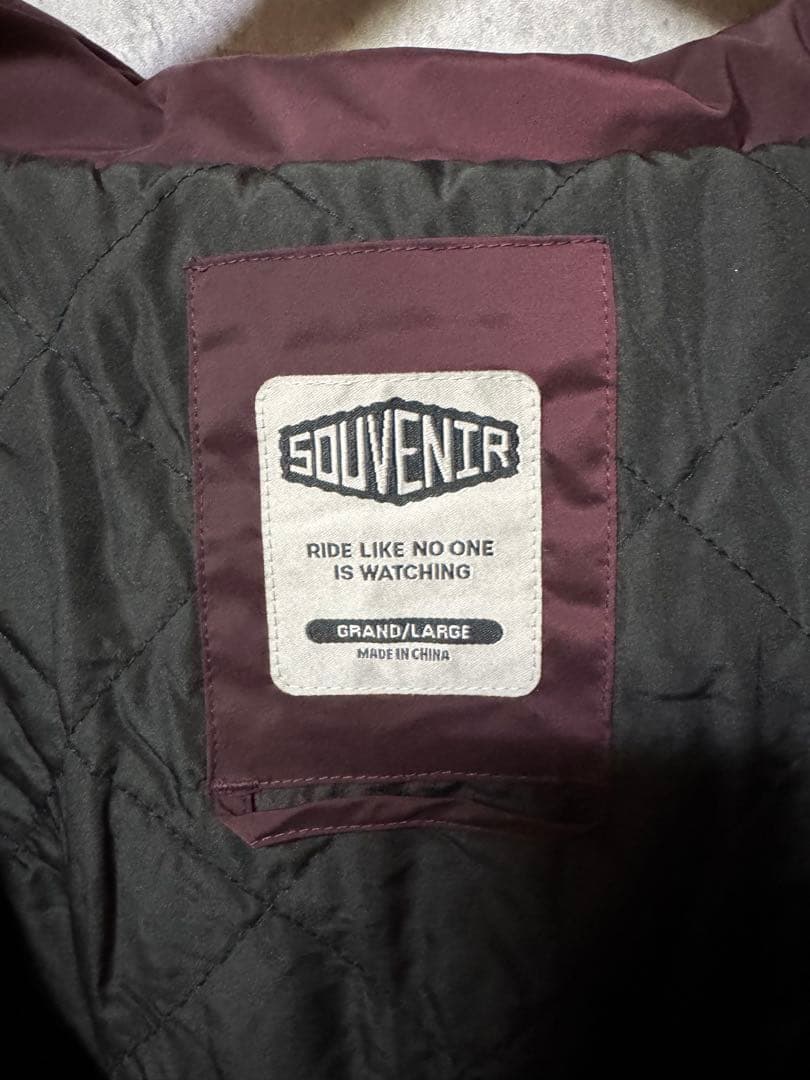 SOUVENIR
RIDE LIKE NO ONE
IS WATCHING
GRAND/LARGE
MADE IN CHINA